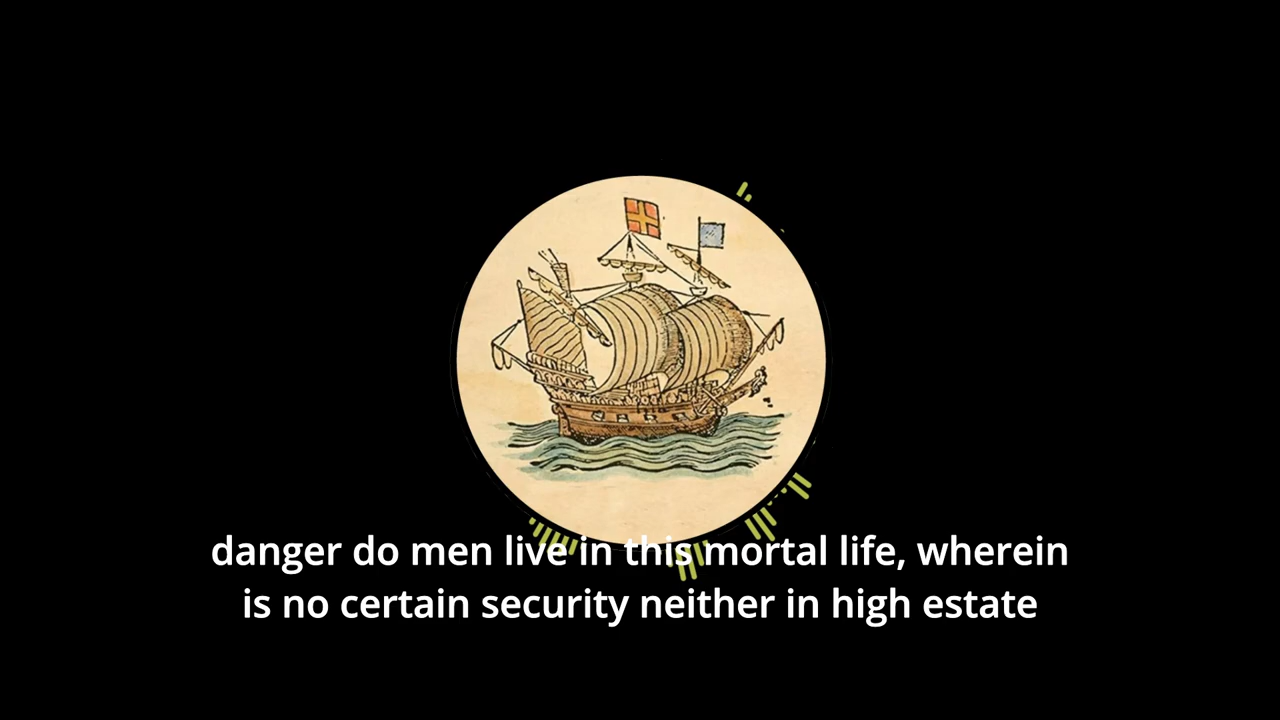 danger do men live in this mortal life, wherein
is no certain security neither in high estate